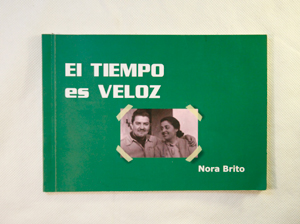 El TIEMPO
es VELOZ
Nora Brito